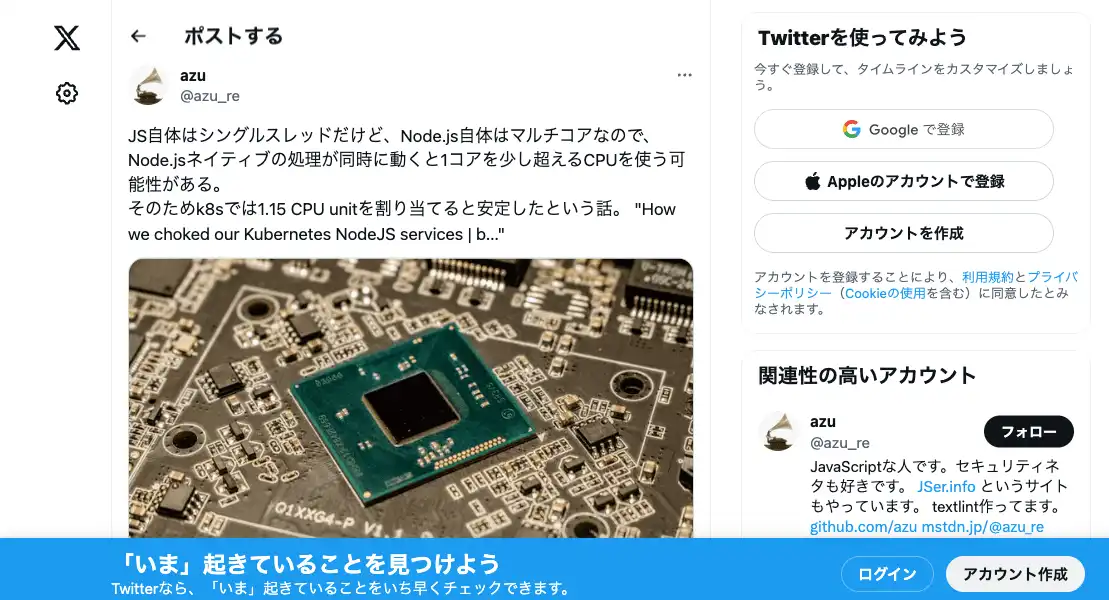 ポストする
azu
@azu_re
JS自体はシングルスレッドだけど、Node.js自体はマルチコアなので、
Node.jsネイティブの処理が同時に動くと1コアを少し超えるCPUを使う可
能性がある。
そのためk8sでは1.15 CPU unitを割り当てると安定したという話。 "How
we choked our Kubernetes NodeJS services | b..."
Q1XXG4-P V1.
Twitterを使ってみよう
今すぐ登録して、タイムラインをカスタマイズしましょ
う。
Google で登録
Appleのアカウントで登録
アカウントを作成
アカウントを登録することにより、利用規約とプライバ
シーポリシー（Cookieの使用を含む）に同意したとみ
なされます。
関連性の高いアカウント
azu
@azu_re
フォロー
JavaScriptな人です。セキュリティネ
タも好きです。 JSer.info というサイト
もやっています。 textlint作ってます。
github.com/azu mstdn.jp/@azu_re
「いま」起きていることを見つけよう
Twitterなら、「いま」起きていることをいち早くチェックできます。
ログイン
アカウント作成